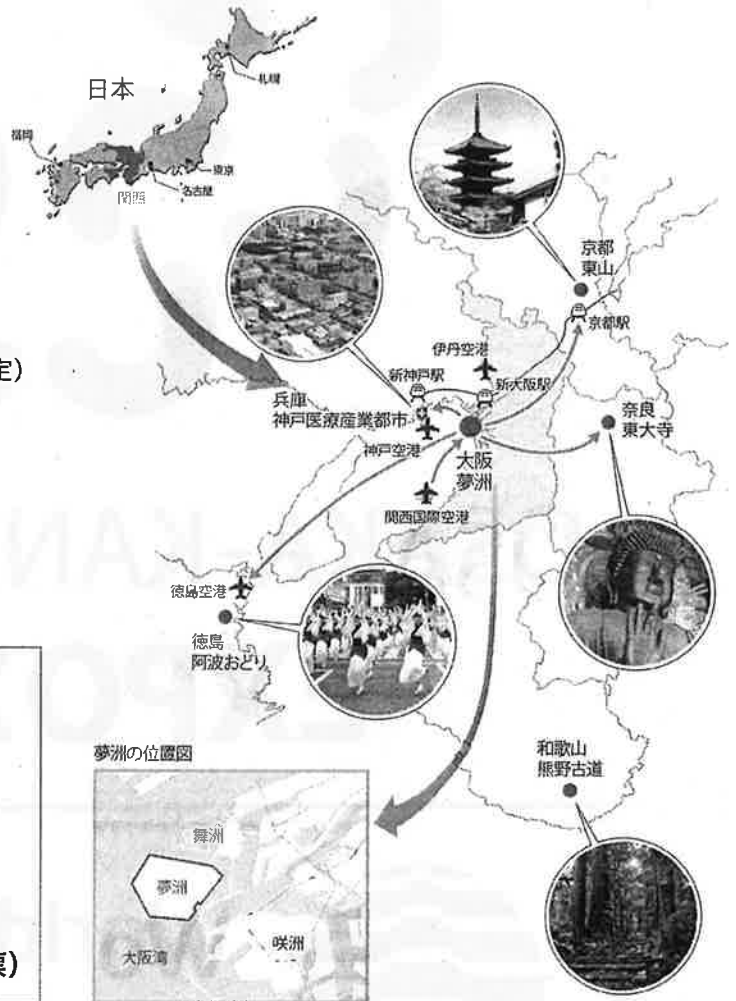 日本
札幌
福岡
東京
名古屋
関西
京都
東山
京都駅
伊丹空港
新神戸駅
新大阪駅
定)
兵庫
神戸医療産業都市
奈良
東大寺
神戸空港
大阪
夢洲
関西国際空港
徳島空港
徳島
阿波おどり
和歌山
熊野古道
夢洲の位置図
舞洲
夢洲
咲洲
大阪湾